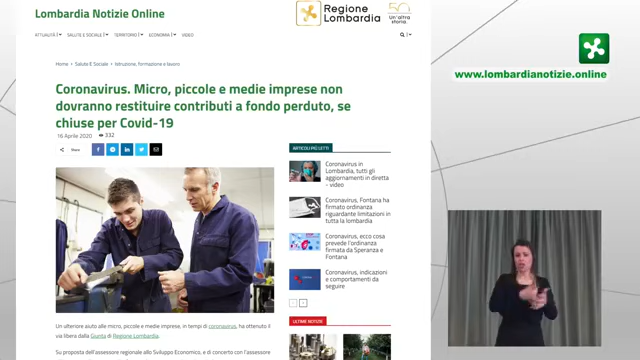 Lombardia Notizie Online
Regione
Lombardia
50
Un'altra
storia.
ATTUALITÀ
SALUTE E SOCIALE
TERRITORIO
ECONOMIA
VIDEO
www.lombardianotizie.online
Home
Salute E Sociale
Istruzione, formazione e lavoro
Coronavirus. Micro, piccole e medie imprese non
dovranno restituire contributi a fondo perduto, se
chiuse per Covid-19
16 Aprile 2020
332
Share
ARTICOLI PIÙ LETTI
Coronavirus in
Lombardia, tutti gli
aggiornamenti in diretta
- video
Coronavirus, Fontana ha
firmato ordinanza
riguardante limitazioni in
tutta la lombardia
Coronavirus, ecco cosa
prevede l'ordinanza
firmata da Speranza e
Fontana
Coronavirus, indicazioni
e comportamenti da
seguire
ULTIME NOTIZIE
Un ulteriore aiuto alle micro, piccole e medie imprese, in tempi di coronavirus, ha ottenuto il
via libera dalla Giunta di Regione Lombardia.
Su proposta dell'assessore regionale allo Sviluppo Economico, e di concerto con l'assessore